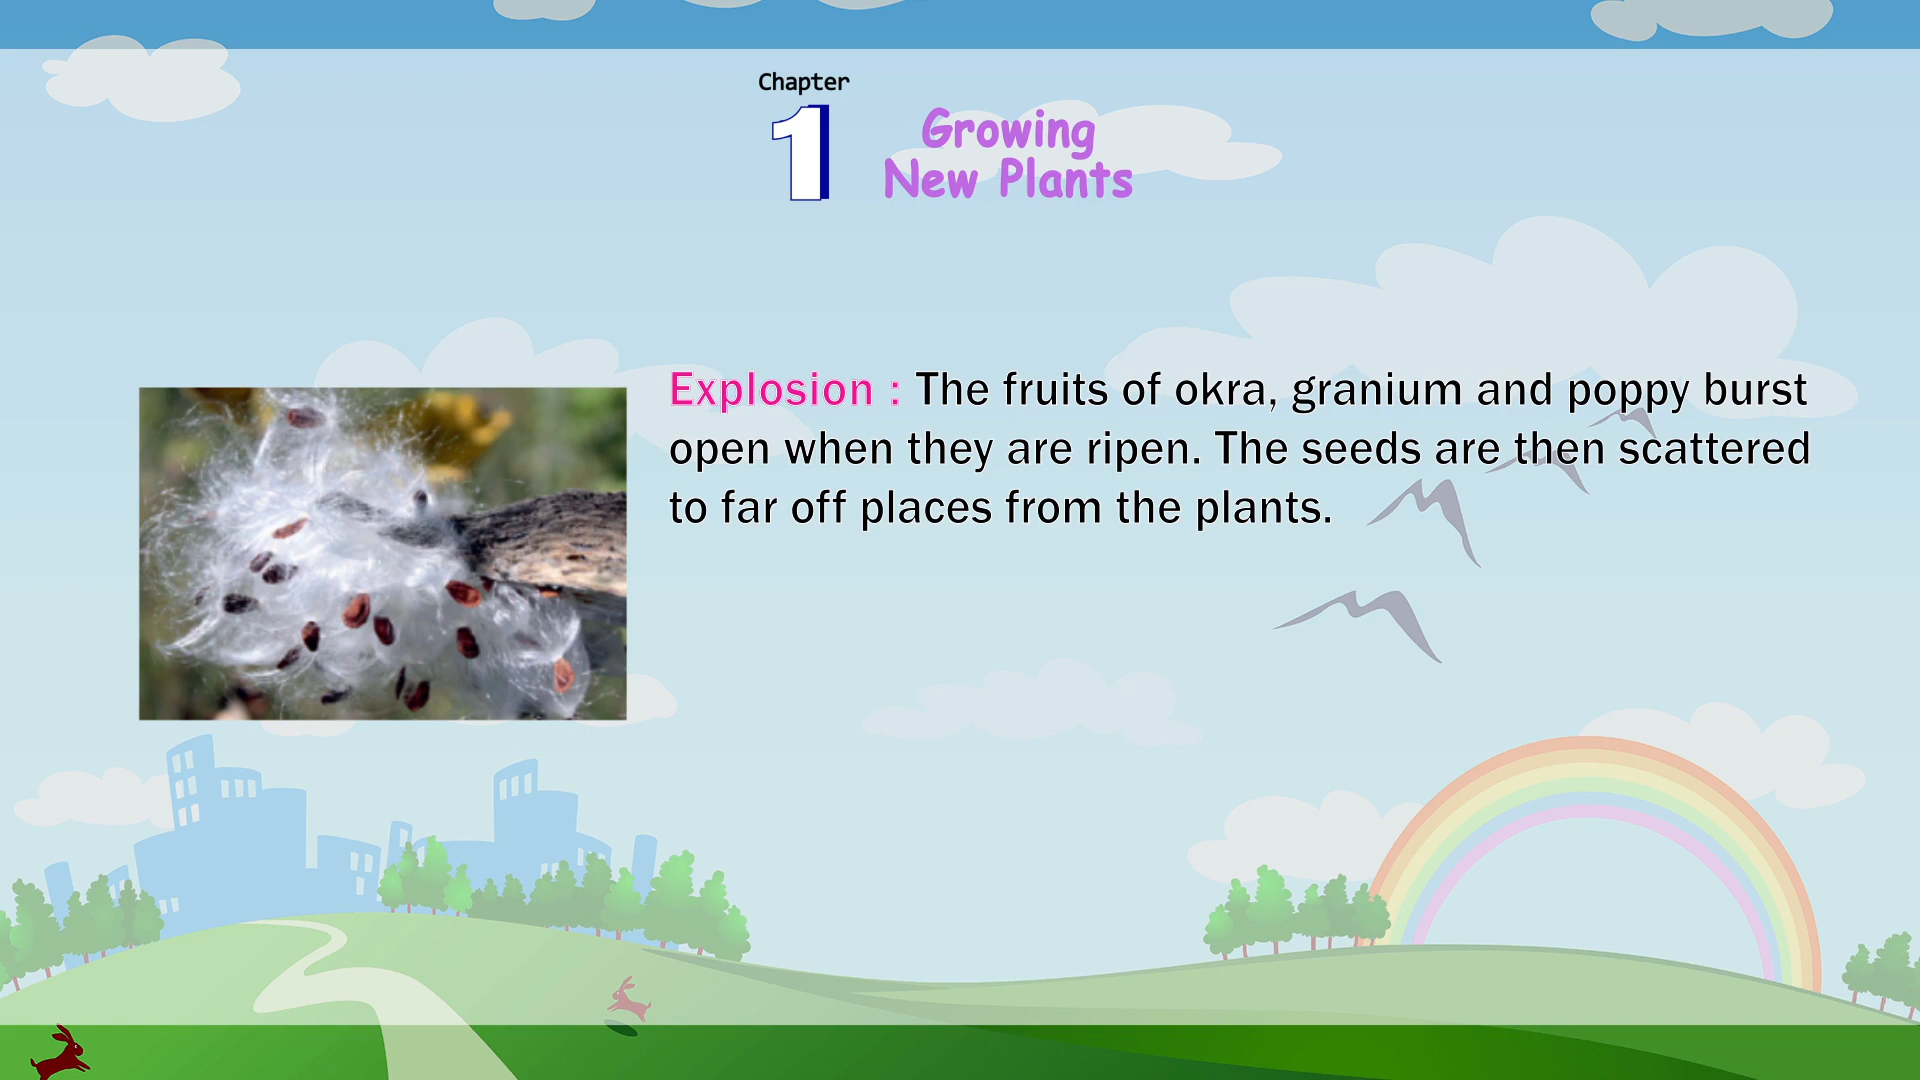 Chapter
1
Growing
New Plants
Explosion : The fruits of okra, granium and poppy burst
open when they are ripen. The seeds are then scattered
to far off places from the plants.